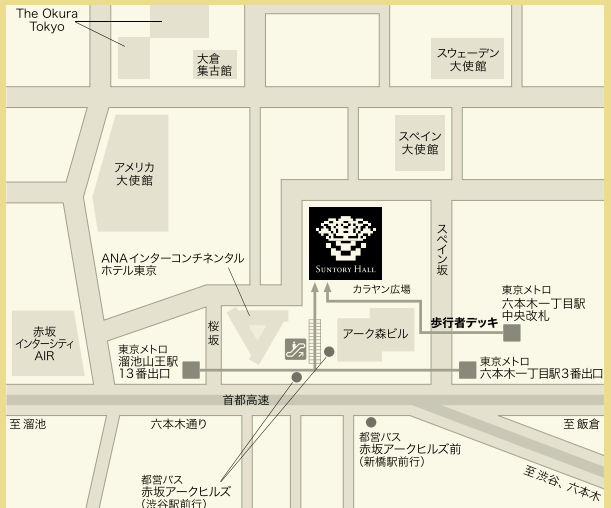 The Okura
Tokyo
大倉
集古館
スウェーデン
大使館
アメリカ
大使館
スペイン
大使館
SUNTORY HALL
スペイン坂
ANAインターコンチネンタル
ホテル東京
カラヤン広場
東京メトロ
六本木一丁目駅
中央改札
歩行者デッキ
桜坂
アーク森ビル
赤坂
インターシティ
AIR
東京メトロ
溜池山王駅
13番出口
東京メトロ
六本木一丁目駅3番出口
首都高速
至 溜池
六本木通り
至 飯倉
都営バス
赤坂アークヒルズ前
(新橋駅前行)
至 渋谷、六本木
都営バス
赤坂アークヒルズ
(渋谷駅前行)